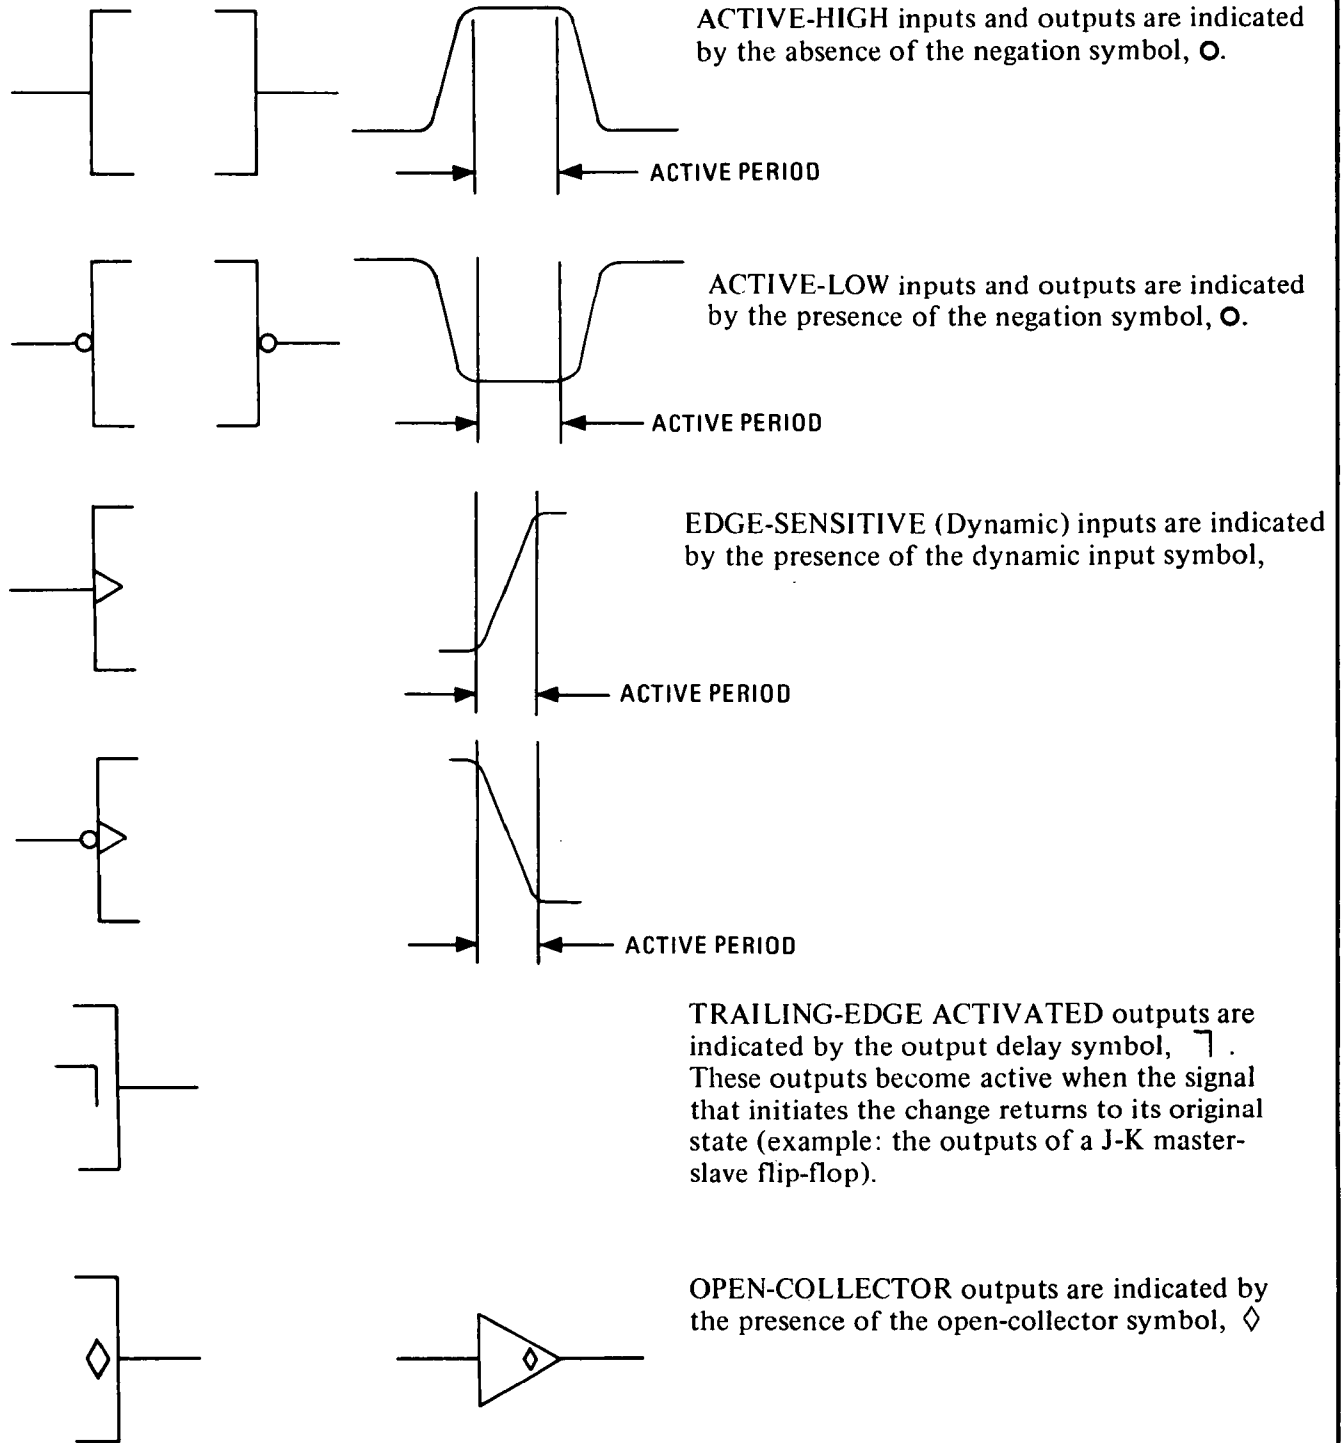 ACTIVE-HIGH inputs and outputs are indicated
by the absence of the negation symbol, O.
ACTIVE PERIOD
ACTIVE-LOW inputs and outputs are indicated
by the presence of the negation symbol, O.
ACTIVE PERIOD
EDGE-SENSITIVE (Dynamic) inputs are indicated
by the presence of the dynamic input symbol,
ACTIVE PERIOD
ACTIVE PERIOD
TRAILING-EDGE ACTIVATED outputs are
indicated by the output delay symbol, ㄱ .
These outputs become active when the signal
that initiates the change returns to its original
state (example: the outputs of a J-K master-
slave flip-flop).
OPEN-COLLECTOR outputs are indicated by
the presence of the open-collector symbol, ◊